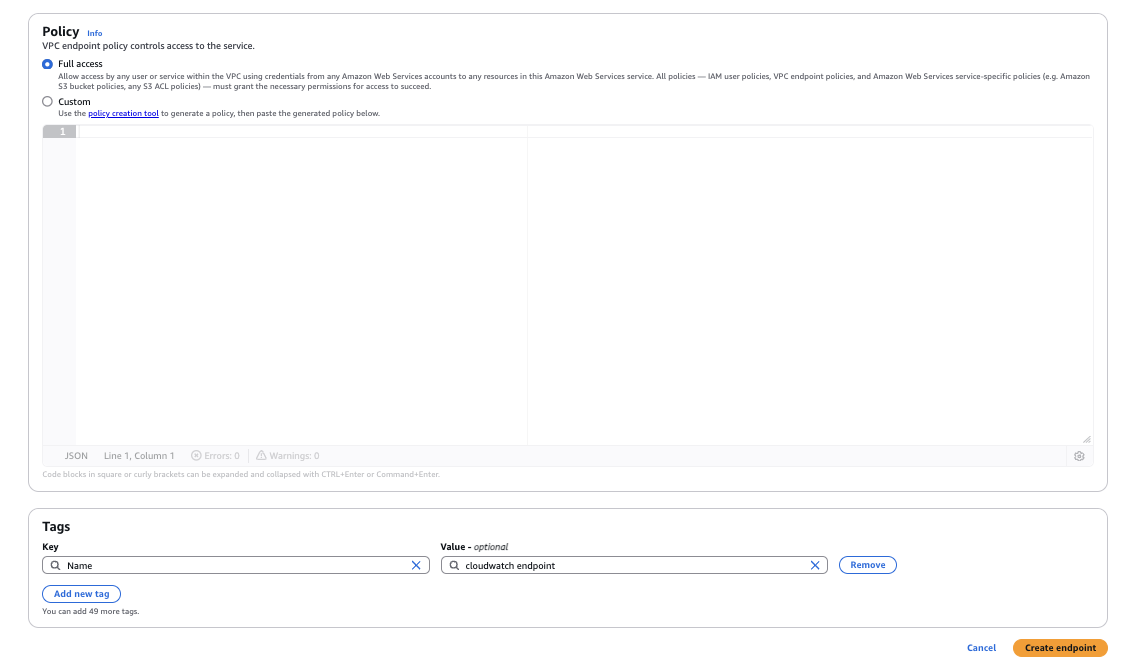 Policy Info
VPC endpoint policy controls access to the service.
Full access
Allow access by any user or service within the VPC using credentials from any Amazon Web Services accounts to any resources in this Amazon Web Services service. All policies — IAM user policies, VPC endpoint policies, and Amazon Web Services service-specific policies (e.g. Amazon
S3 bucket policies, any S3 ACL policies) — must grant the necessary permissions for access to succeed.
Custom
Use the policy creation tool to generate a policy, then paste the generated policy below.
1
JSON Line 1, Column 1 Errors: 0 Warnings: 0
Code blocks in square or curly brackets can be expanded and collapsed with CTRL+Enter or Command+Enter.
Tags
Key Value - optional
Name cloudwatch endpoint Remove
Add new tag
You can add 49 more tags.
Cancel Create endpoint